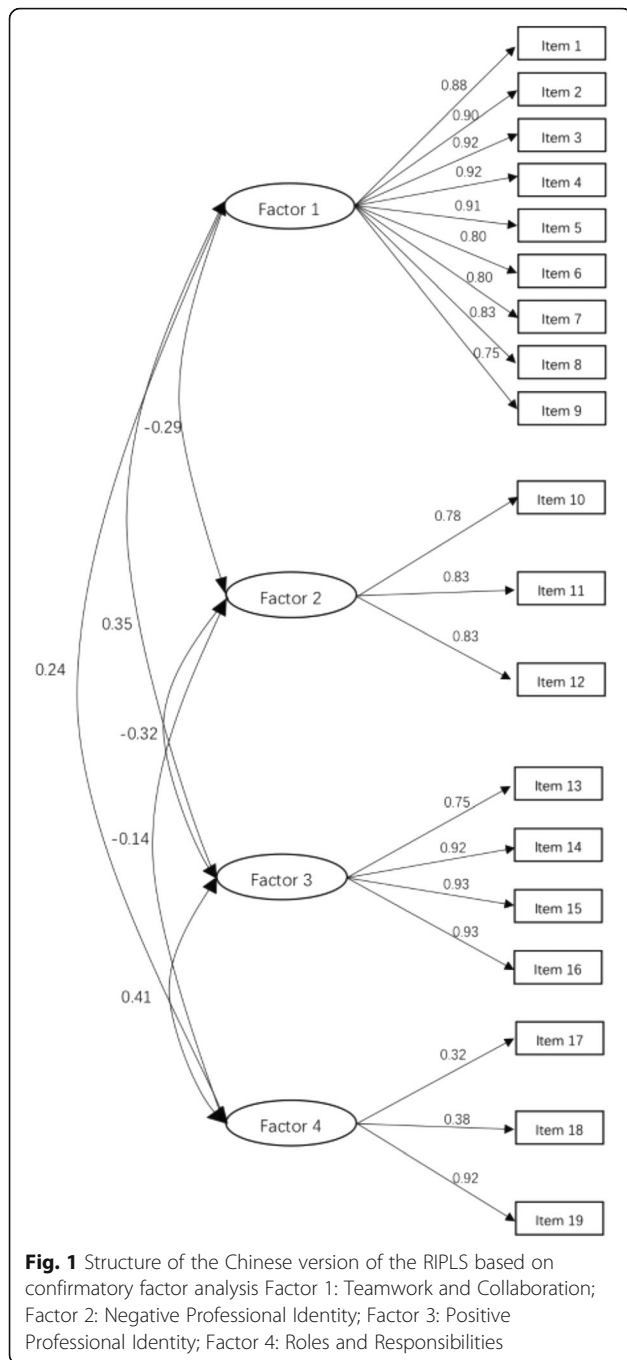 Item 1
0.88
Item 2
0.90
Item 3
0.92
Item 4
0.92
Factor 1
Item 5
0.91
Item 6
0.80
Item 7
0.80
Item 8
0.83
Item 9
0.75
-0.29
Item 10
0.78
Factor 2
Item 11
0.83
Item 12
0.83
0.35
0.24
-0.32
Item 13
0.75
-0.14
Item 14
0.92
Factor 3
Item 15
0.93
Item 16
0.93
0.41
Item 17
0.32
Factor 4
Item 18
0.38
Item 19
0.92
Fig. 1 Structure of the Chinese version of the RIPLS based on
confirmatory factor analysis Factor 1: Teamwork and Collaboration;
Factor 2: Negative Professional Identity; Factor 3: Positive
Professional Identity; Factor 4: Roles and Responsibilities